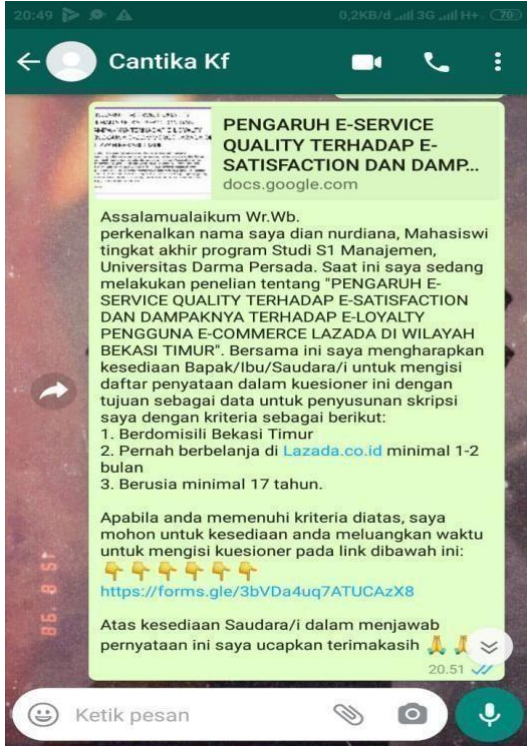 20:49
0,2KB/d 3G H+ 70
Cantika Kf
PENGARUH E-SERVICE
QUALITY TERHADAP E-
SATISFACTION DAN DAMP...
docs.google.com
Assalamualaikum Wr.Wb.
perkenalkan nama saya dian nurdiana, Mahasiswi
tingkat akhir program Studi S1 Manajemen,
Universitas Darma Persada. Saat ini saya sedang
melakukan penelian tentang "PENGARUH E-
SERVICE QUALITY TERHADAP E-SATISFACTION
DAN DAMPAKNYA TERHADAP E-LOYALTY
PENGGUNA E-COMMERCE LAZADA DI WILAYAH
BEKASI TIMUR". Bersama ini saya mengharapkan
kesediaan Bapak/Ibu/Saudara/i untuk mengisi
daftar penyataan dalam kuesioner ini dengan
tujuan sebagai data untuk penyusunan skripsi
saya dengan kriteria sebagai berikut:
1. Berdomisili Bekasi Timur
2. Pernah berbelanja di Lazada.co.id minimal 1-2
bulan
3. Berusia minimal 17 tahun.
Apabila anda memenuhi kriteria diatas, saya
mohon untuk kesediaan anda meluangkan waktu
untuk mengisi kuesioner pada link dibawah ini:
👇👇👇👇👇👇
https://forms.gle/3bVDa4uq7ATUCAzX8
Atas kesediaan Saudara/i dalam menjawab
pernyataan ini saya ucapkan terimakasih 🙏🙏
20.51
Ketik pesan